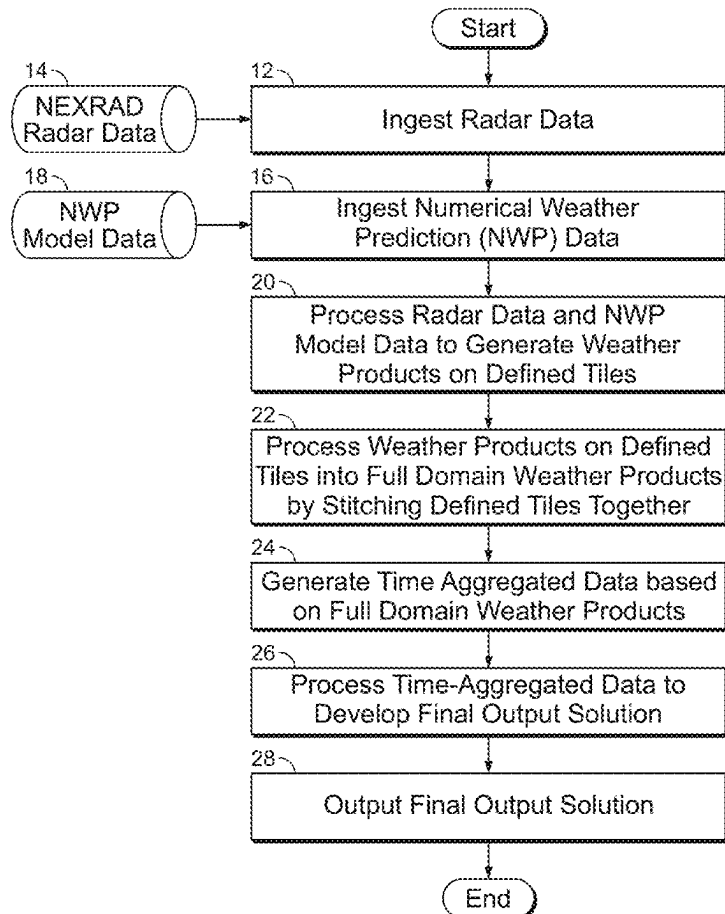 Start
14
NEXRAD
Radar Data
12
Ingest Radar Data
18
NWP
Model Data
16
Ingest Numerical Weather
Prediction (NWP) Data
20
Process Radar Data and NWP
Model Data to Generate Weather
Products on Defined Tiles
22
Process Weather Products on Defined
Tiles into Full Domain Weather Products
by Stitching Defined Tiles Together
24
Generate Time Aggregated Data based
on Full Domain Weather Products
26
Process Time-Aggregated Data to
Develop Final Output Solution
28
Output Final Output Solution
End